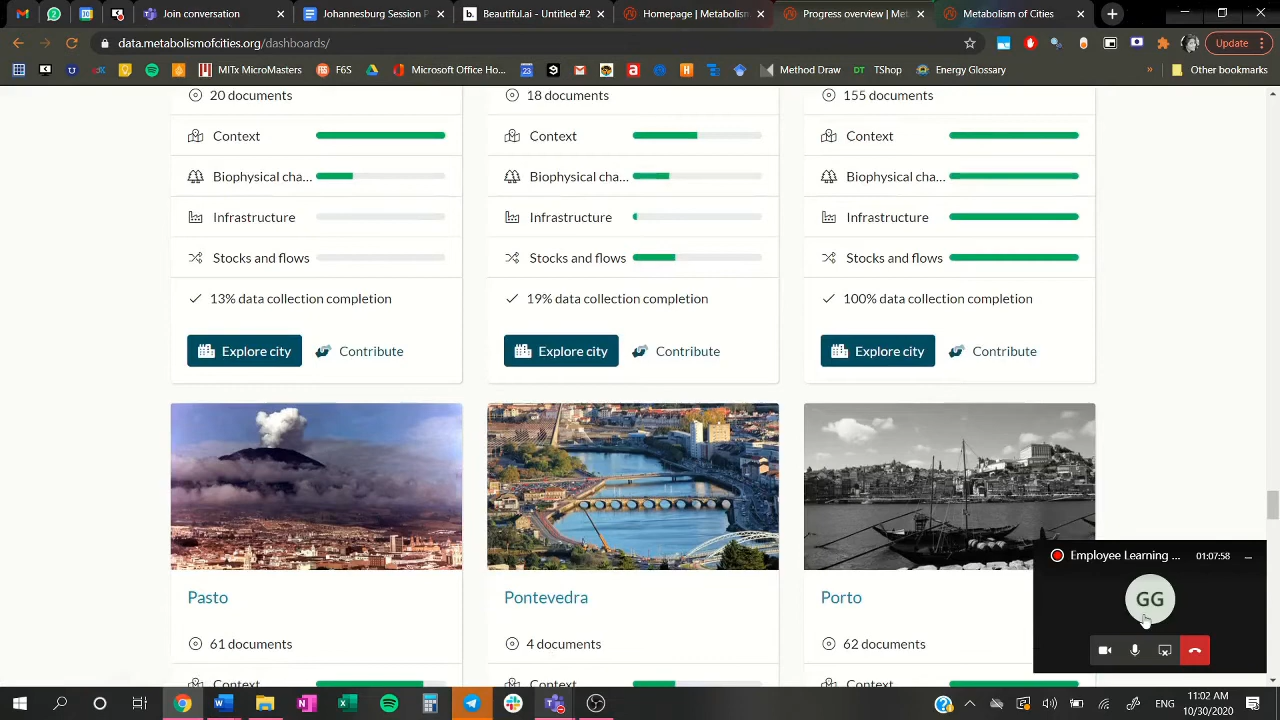 Join conversation
Johannesburg Session P
Beautiful.ai - Untitled #2
Homepage | Metabolism
Progress overview | Met
Metabolism of Cities
data.metabolismofcities.org/dashboards/
Update
MITx MicroMasters
F6S
Microsoft Office Ho...
Method Draw
DT TShop
Energy Glossary
»
Other bookmarks
20 documents
18 documents
155 documents
Context
Context
Context
Biophysical cha...
Biophysical cha...
Biophysical cha...
Infrastructure
Infrastructure
Infrastructure
Stocks and flows
Stocks and flows
Stocks and flows
13% data collection completion
19% data collection completion
100% data collection completion
Explore city
Contribute
Explore city
Contribute
Explore city
Contribute
Employee Learning ...
01:07:58
GG
Pasto
Pontevedra
Porto
61 documents
4 documents
62 documents
Context
Context
Context
ENG
11:02 AM
10/30/2020